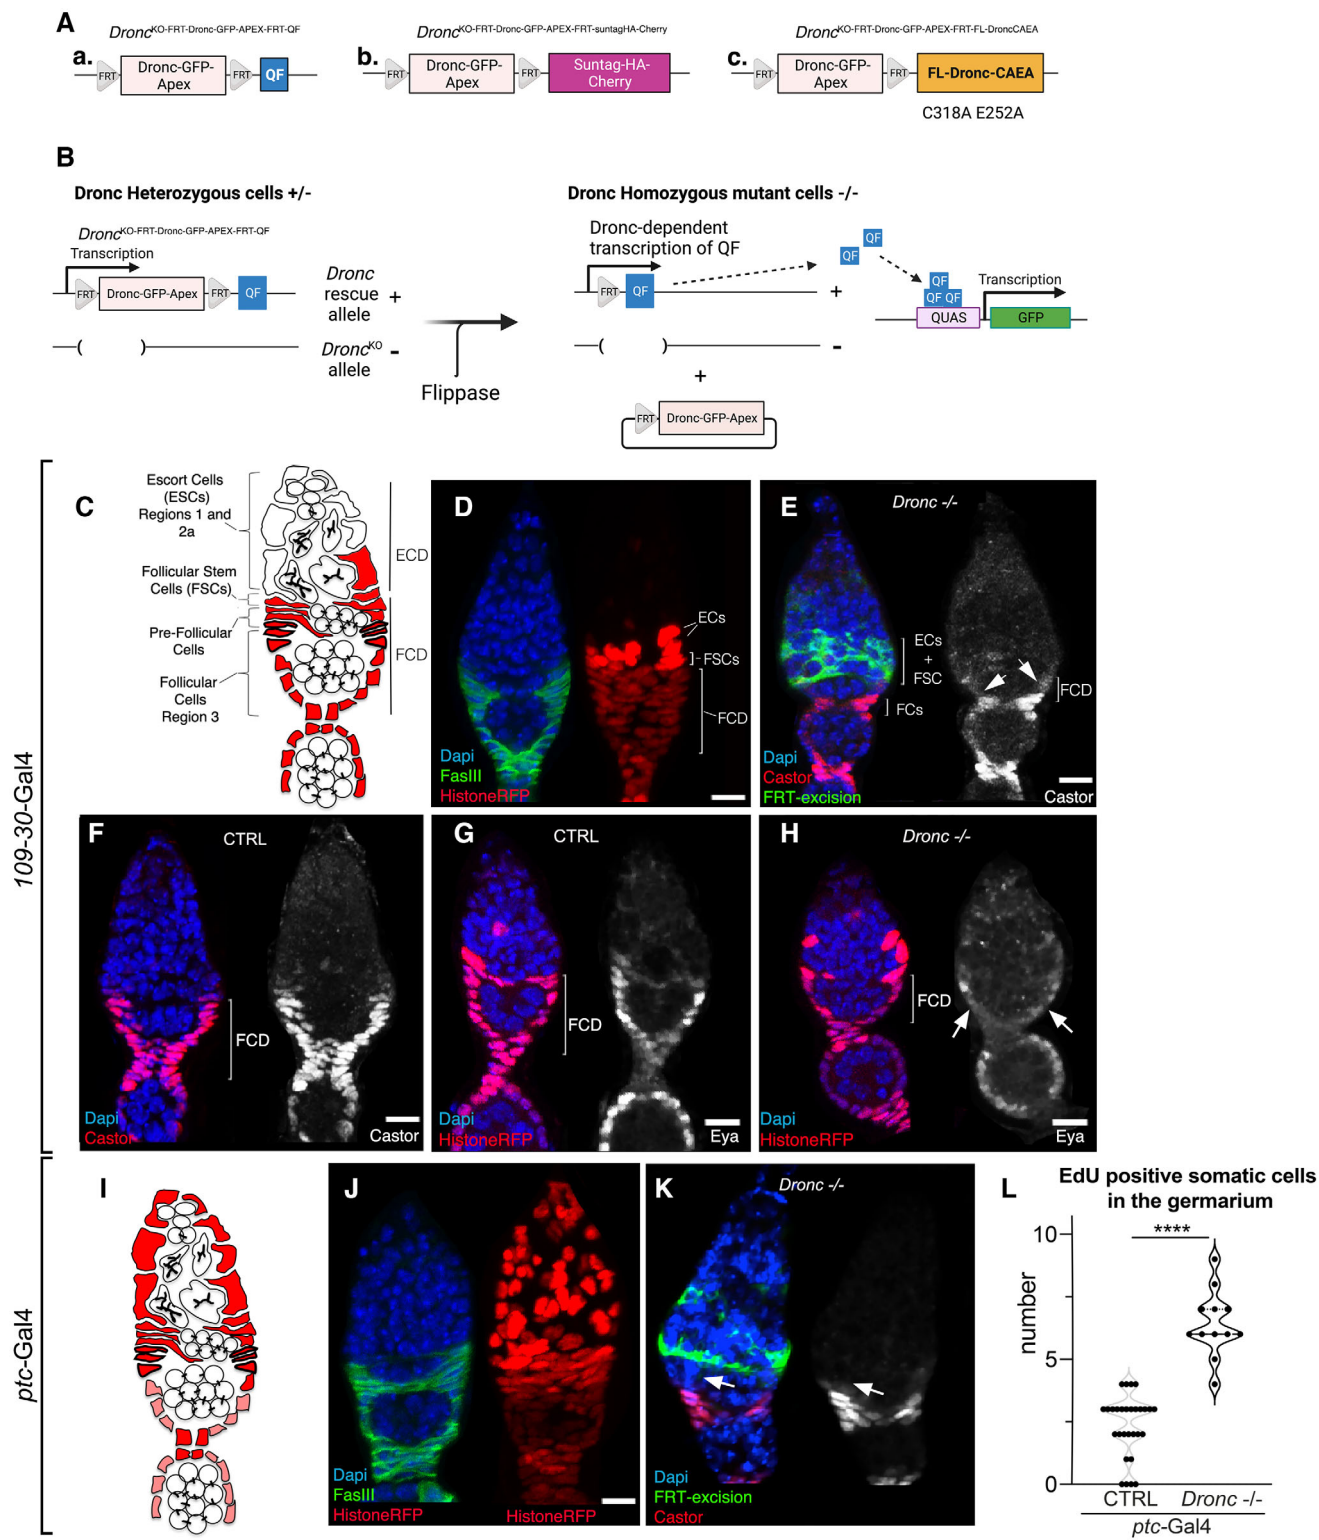 A
Dronc^KO-FRT-Dronc-GFP-APEX-FRT-QF
a.
FRT
Dronc-GFP-
Apex
FRT
QF
Dronc^KO-FRT-Dronc-GFP-APEX-FRT-suntagHA-Cherry
b.
FRT
Dronc-GFP-
Apex
FRT
Suntag-HA-
Cherry
Dronc^KO-FRT-Dronc-GFP-APEX-FRT-FL-DroncCAEA
c.
FRT
Dronc-GFP-
Apex
FRT
FL-Dronc-CAEA
C318A E252A
B
Dronc Heterozygous cells +/-
Dronc^KO-FRT-Dronc-GFP-APEX-FRT-QF
Transcription
FRT
Dronc-GFP-Apex
FRT
QF
Dronc
rescue
allele
+
Dronc^KO
allele
-
Flippase
Dronc Homozygous mutant cells -/-
Dronc-dependent
transcription of QF
FRT
QF
QF
QF
+
-
QF
QF QF
QUAS
Transcription
GFP
+
FRT
Dronc-GFP-Apex
109-30-Gal4
C
Escort Cells
(ESCs)
Regions 1 and
2a
Follicular Stem
Cells (FSCs)
Pre-Follicular
Cells
Follicular
Cells
Region 3
ECD
FCD
D
ECs
FSCs
FCD
Dapi
FasIII
HistoneRFP
E
Dronc -/-
ECs
+
FSC
FCs
FCD
Dapi
Castor
FRT-excision
Castor
F
CTRL
FCD
Dapi
Castor
Castor
G
CTRL
FCD
Dapi
HistoneRFP
Eya
H
Dronc -/-
FCD
Dapi
HistoneRFP
Eya
ptc-Gal4
I
J
Dapi
FasIII
HistoneRFP
HistoneRFP
K
Dronc -/-
Dapi
FRT-excision
Castor
L
EdU positive somatic cells
in the germarium
number
10
5
0
****
CTRL
Dronc -/-
ptc-Gal4